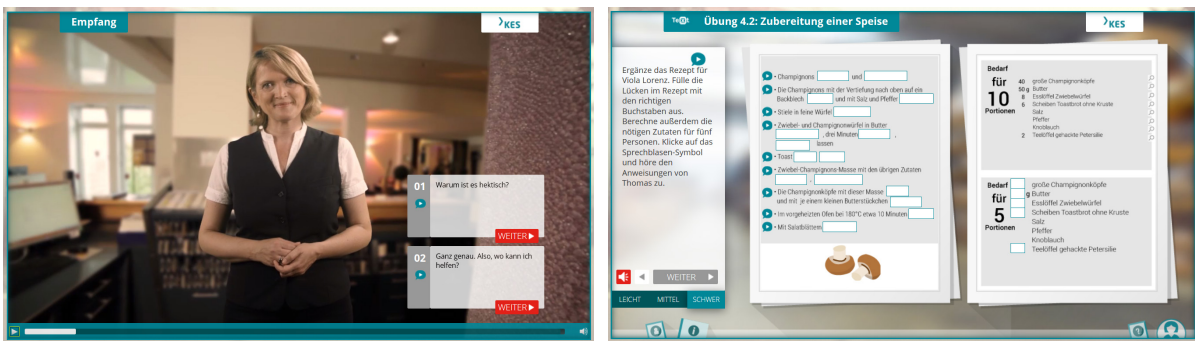 Empfang
KES
01
Warum ist es hektisch?
WEITER
02
Ganz genau. Also, wo kann ich
helfen?
WEITER
Übung 4.2: Zubereitung einer Speise
KES
Ergänze das Rezept für
Viola Lorenz. Fülle die
Lücken im Rezept mit
den richtigen
Buchstaben aus.
Berechne außerdem die
nötigen Zutaten für fünf
Personen. Klicke auf das
Sprechblasen-Symbol
und höre den
Anweisungen von
Thomas zu.
WEITER
LEICHT MITTEL SCHWER
• Champignons und
• Die Champignons mit der Vertiefung nach oben auf ein
Backblech und mit Salz und Pfeffer
• Stiele in feine Würfel
• Zwiebel- und Champignonwürfel in Butter
, drei Minuten ,
lassen
• Toast
• Zwiebel-Champignons-Masse mit den übrigen Zutaten
,
• Die Champignonköpfe mit dieser Masse
und mit je einem kleinen Butterstückchen
• Im vorgeheizten Ofen bei 180°C etwa 10 Minuten
• Mit Salatblättern
Bedarf
für
10
Portionen
40 große Champignonköpfe
50 g Butter
8 Esslöffel Zwiebelwürfel
5 Scheiben Toastbrot ohne Kruste
Salz
Pfeffer
Knoblauch
2 Teelöffel gehackte Petersilie
Bedarf
für
5
Portionen
große Champignonköpfe
g Butter
Esslöffel Zwiebelwürfel
Scheiben Toastbrot ohne Kruste
Salz
Pfeffer
Knoblauch
Teelöffel gehackte Petersilie